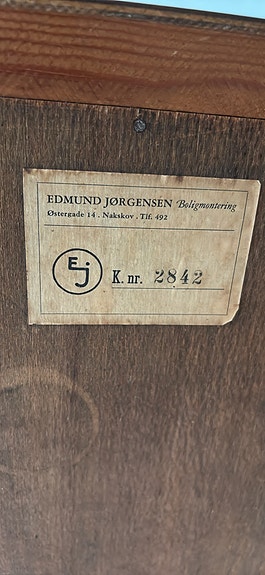 EDMUND JØRGENSEN Boligmontering
Østergade 14 . Nakskov . Tlf. 492
EJ
K. nr. 2842